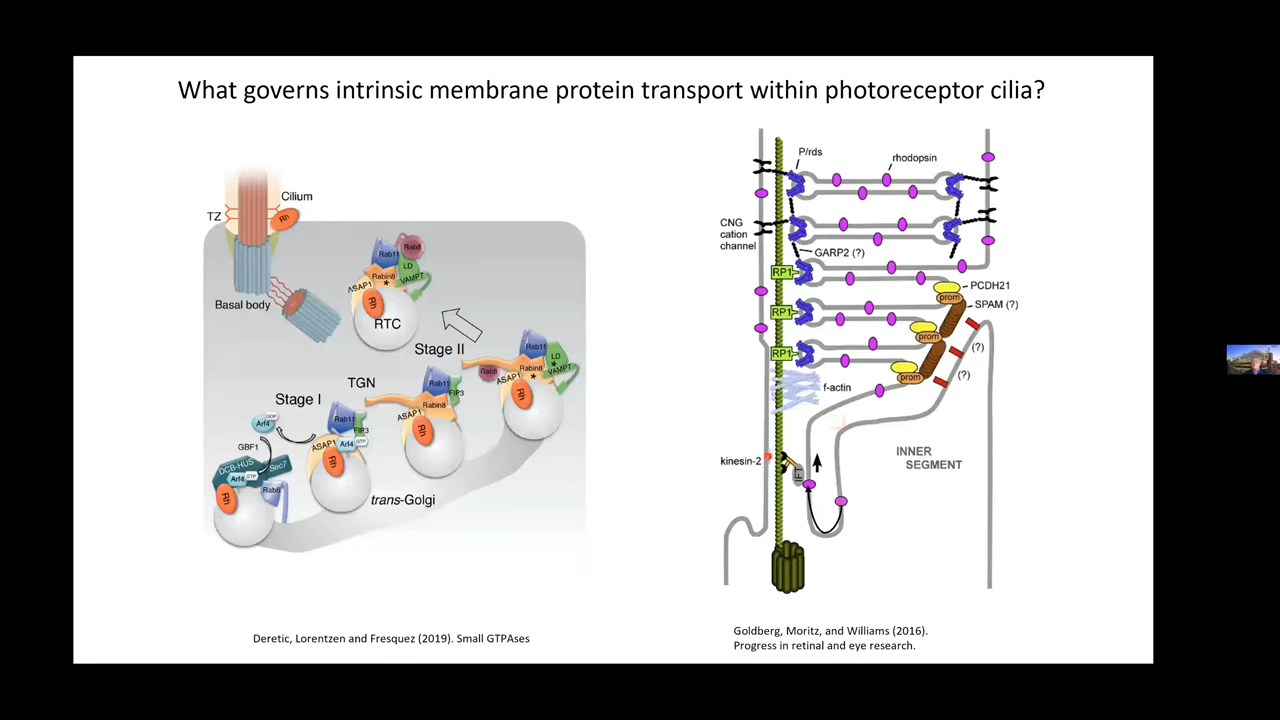 What governs intrinsic membrane protein transport within photoreceptor cilia?
Cilium
TZ
Rh
Basal body
Rab11
Rab8
LD
Rabin8
VAMP7
ASAP1
*
Rh
RTC
Stage II
Rab11
LD
Rab8
Rabin8
VAMP7
ASAP1
*
Rh
TGN
Rab11
FIP3
Rabin8
ASAP1
Rh
Stage I
Arf4
GDP
Rab11
FIP3
ASAP1
Arf4
GTP
Rh
GBF1
DCB-HUS
Sec7
Arf4
GTP
Rh
Rab6
trans-Golgi
Deretic, Lorentzen and Fresquez (2019). Small GTPAses
P/rds
rhodopsin
CNG
cation
channel
GARP2 (?)
RP1
PCDH21
prom
SPAM (?)
RP1
prom
(?)
RP1
prom
(?)
f-actin
INNER
SEGMENT
kinesin-2
Goldberg, Moritz, and Williams (2016).
Progress in retinal and eye research.